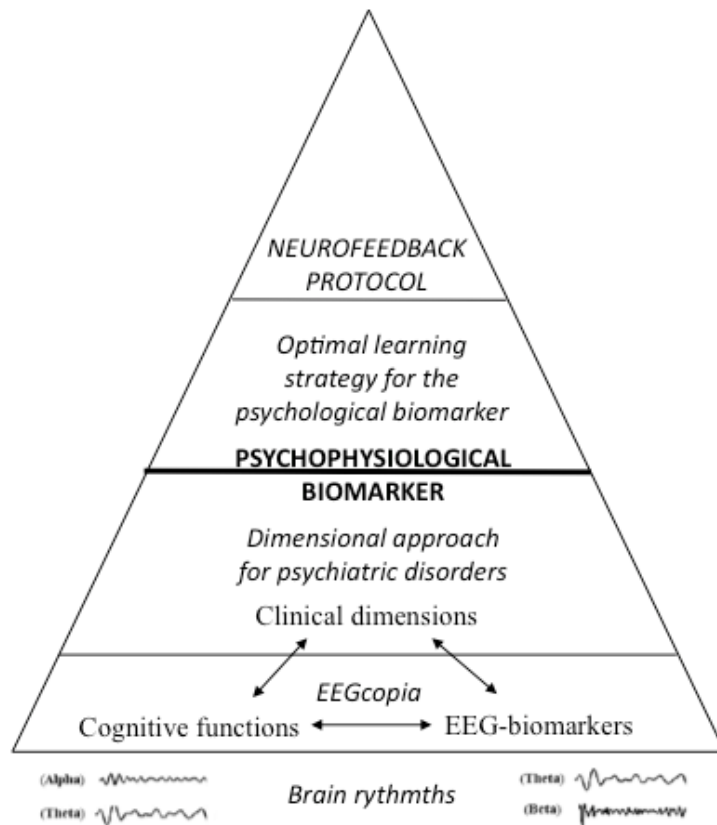 NEUROFEEDBACK
PROTOCOL
Optimal learning
strategy for the
psychological biomarker
PSYCHOPHYSIOLOGICAL
BIOMARKER
Dimensional approach
for psychiatric disorders
Clinical dimensions
EEGcopia
Cognitive functions
EEG-biomarkers
(Alpha)
(Theta)
Brain rythmths
(Theta)
(Beta)